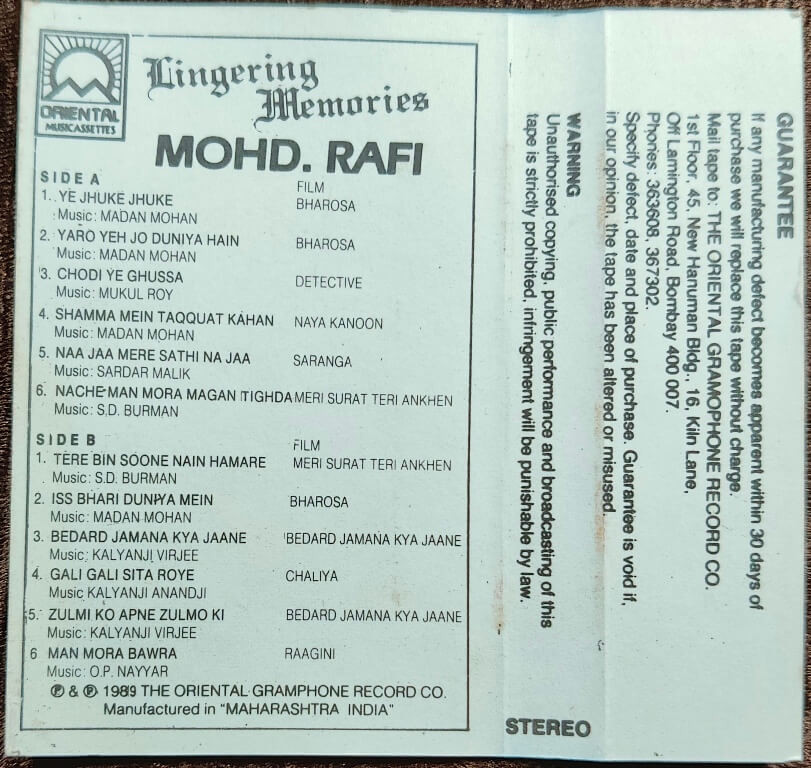 ORIENTAL
MUSICASSETTES
Lingering
Memories
MOHD. RAFI
SIDE A
FILM
1. YE JHUKE JHUKE BHAROSA
Music: MADAN MOHAN
2. YARO YEH JO DUNIYA HAIN BHAROSA
Music: MADAN MOHAN
3. CHODI YE GHUSSA DETECTIVE
Music: MUKUL ROY
4. SHAMMA MEIN TAQQUAT KAHAN NAYA KANOON
Music: MADAN MOHAN
5. NAA JAA MERE SATHI NA JAA SARANGA
Music: SARDAR MALIK
6. NACHE MAN MORA MAGAN TIGHDA MERI SURAT TERI ANKHEN
Music: S.D. BURMAN
SIDE B FILM
1. TERE BIN SOONE NAIN HAMARE MERI SURAT TERI ANKHEN
Music: S.D. BURMAN
2. ISS BHARI DUNIYA MEIN BHAROSA
Music: MADAN MOHAN
3. BEDARD JAMANA KYA JAANE BEDARD JAMANA KYA JAANE
Music: KALYANJI VIRJEE
4. GALI GALI SITA ROYE CHALIYA
Music KALYANJI ANANDJI
5. ZULMI KO APNE ZULMO KI BEDARD JAMANA KYA JAANE
Music: KALYANJI VIRJEE
6 MAN MORA BAWRA RAAGINI
Music: O.P. NAYYAR
℗ & ℗ 1989 THE ORIENTAL GRAMPHONE RECORD CO.
Manufactured in "MAHARASHTRA INDIA"
GUARANTEE
If any manufacturing defect becomes apparent within 30 days of
purchase we will replace this tape without charge.
Mail tape to: THE ORIENTAL GRAMOPHONE RECORD CO.
1st Floor, 45, New Hanuman Bldg., 16, Kiln Lane,
Off Lamington Road, Bombay 400 007.
Phones: 363608, 367302.
Specify defect, date and place of purchase. Guarantee is void if,
in our opinion, the tape has been altered or misused.
WARNING
Unauthorised copying, public performance and broadcasting of this
tape is strictly prohibited, infringement will be punishable by law.
STEREO